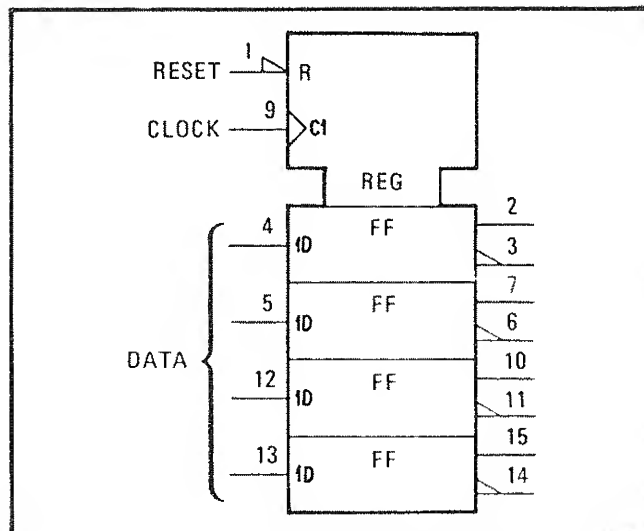 1
RESET R
9
CLOCK C1
REG
4 FF 2
1D 3
5 FF 7
1D 6
DATA
12 FF 10
1D 11
13 FF 15
1D 14